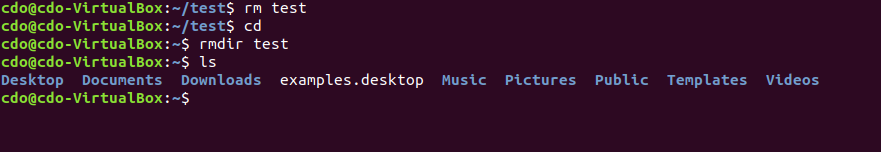 cdo@cdo-VirtualBox:~/test$ rm test
cdo@cdo-VirtualBox:~/test$ cd
cdo@cdo-VirtualBox:~$ rmdir test
cdo@cdo-VirtualBox:~$ ls
Desktop  Documents  Downloads  examples.desktop  Music  Pictures  Public  Templates  Videos
cdo@cdo-VirtualBox:~$